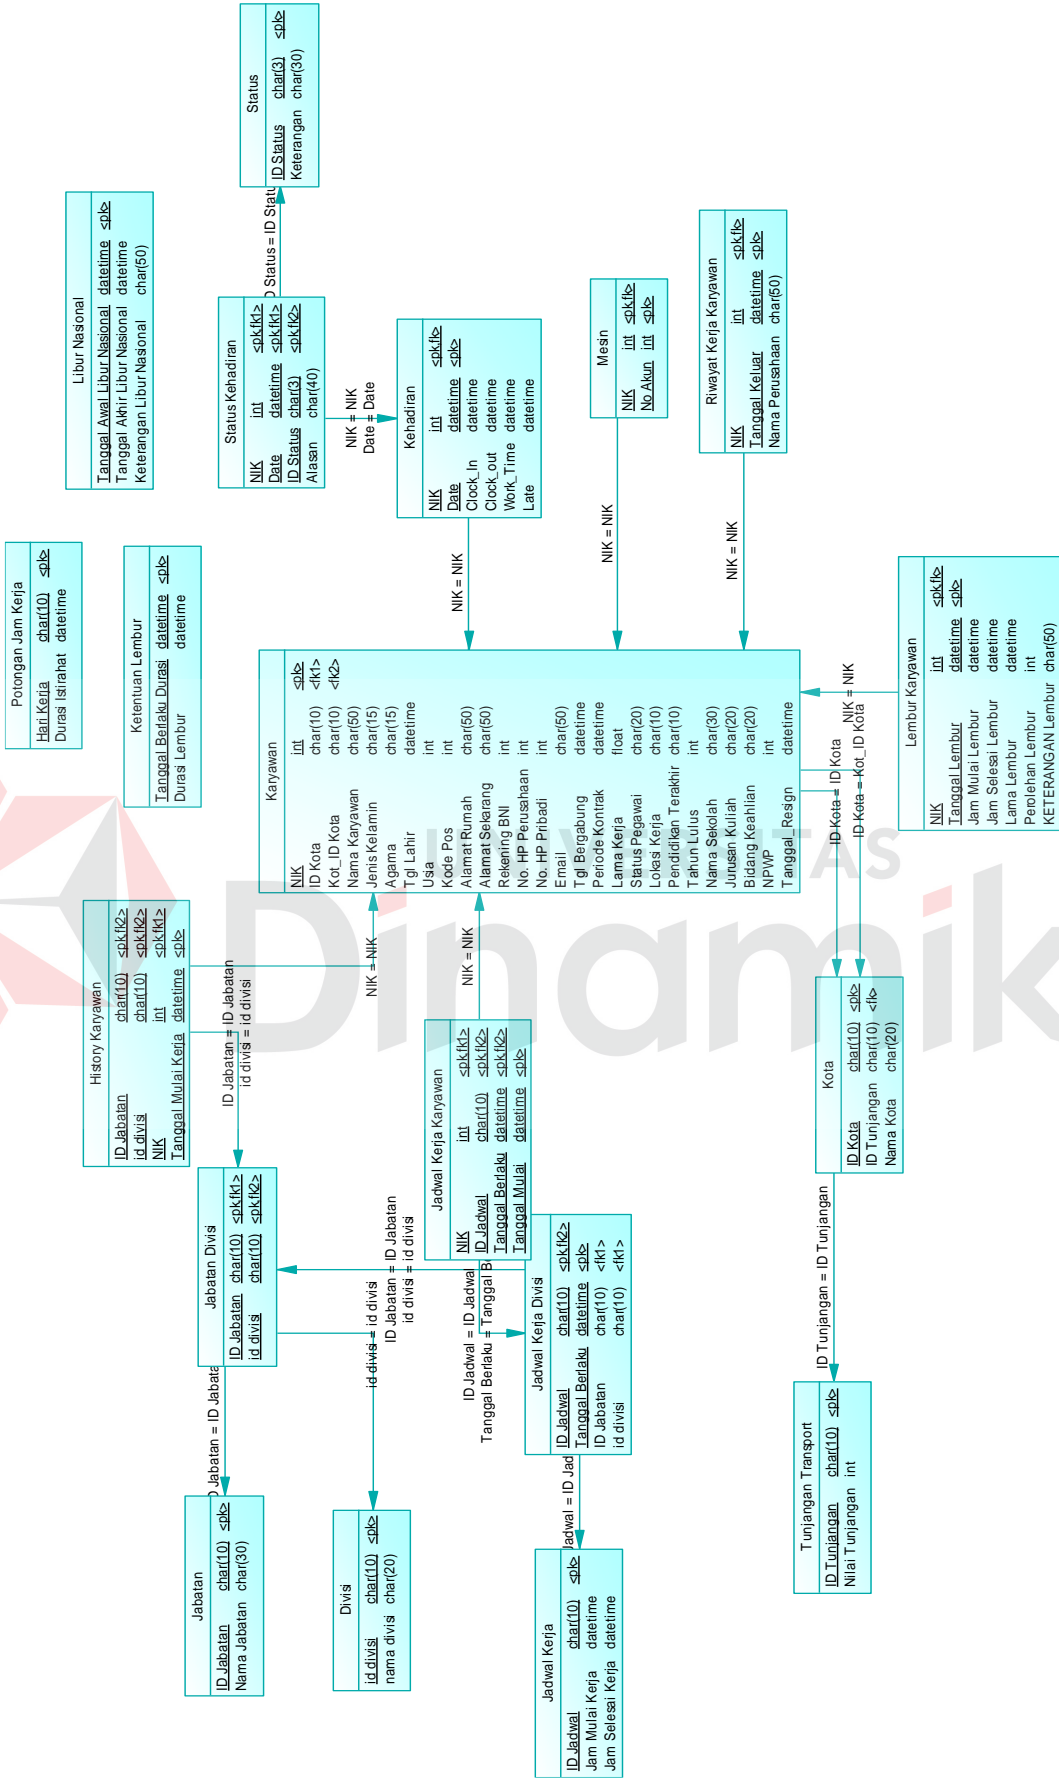 Potongan Jam Kerja
Hari Kerja char(10) <pk>
Durasi Istirahat datetime
Libur Nasional
Tanggal Awal Libur Nasional datetime <pk>
Tanggal Akhir Libur Nasional datetime
Keterangan Libur Nasional char(50)
History Karyawan
ID Jabatan char(10) <pk,fk2>
id divisi char(10) <pk,fk2>
NIK int <pk,fk1>
Tanggal Mulai Kerja datetime <pk>
Ketentuan Lembur
Tanggal Berlaku Durasi datetime <pk>
Durasi Lembur datetime
Jabatan
ID Jabatan char(10) <pk>
Nama Jabatan char(30)
ID Jabatan = ID Jabata
Jabatan Divisi
ID Jabatan char(10) <pk,fk1>
id divisi char(10) <pk,fk2>
ID Jabatan = ID Jabatan
id divisi = id divisi
Status Kehadiran
NIK int <pk,fk1>
Date datetime <pk,fk1>
ID Status char(3) <pk,fk2>
Alasan char(40)
D Status = ID Statu
Status
ID Status char(3) <pk>
Keterangan char(30)
Divisi
id divisi char(10) <pk>
nama divisi char(20)
id divisi = id divisi
ID Jabatan = ID Jabatan
id divisi = id divisi
NIK = NIK
NIK = NIK
Date = Date
Kehadiran
NIK int <pk,fk>
Date datetime <pk>
Clock_In datetime
Clock_out datetime
Work_Time datetime
Late datetime
Karyawan
NIK int <pk>
ID Kota char(10) <fk1>
Kot_ID Kota char(10) <fk2>
Nama Karyawan char(50)
Jenis Kelamin char(15)
Agama char(15)
Tgl Lahir datetime
Usia int
Kode Pos int
Alamat Rumah char(50)
Alamat Sekarang char(50)
Rekening BNI int
No. HP Perusahaan int
No. HP Pribadi int
Email char(50)
Tgl Bergabung datetime
Periode Kontrak datetime
Lama Kerja float
Status Pegawai char(20)
Lokasi Kerja char(10)
Pendidikan Terakhir char(10)
Tahun Lulus int
Nama Sekolah char(30)
Jurusan Kuliah char(20)
Bidang Keahlian char(20)
NPWP int
Tanggal_Resign datetime
Jadwal Kerja Karyawan
NIK int <pk,fk1>
ID Jadwal char(10) <pk,fk2>
Tanggal Berlaku datetime <pk,fk2>
Tanggal Mulai datetime <pk>
NIK = NIK
NIK = NIK
ID Jadwal = ID Jadwal
Tanggal Berlaku = Tanggal Be
Jadwal Kerja Divisi
ID Jadwal char(10) <pk,fk2>
Tanggal Berlaku datetime <pk>
ID Jabatan char(10) <fk1>
id divisi char(10) <fk1>
Jadwal = ID Jad
Jadwal Kerja
ID Jadwal char(10) <pk>
Jam Mulai Kerja datetime
Jam Selesai Kerja datetime
Mesin
NIK int <pk,fk>
No Akun int <pk>
NIK = NIK
Riwayat Kerja Karyawan
NIK int <pk,fk>
Tanggal Keluar datetime <pk>
Nama Perusahaan char(50)
NIK = NIK
Tunjangan Transport
ID Tunjangan char(10) <pk>
Nilai Tunjangan int
ID Tunjangan = ID Tunjangan
Kota
ID Kota char(10) <pk>
ID Tunjangan char(10) <fk>
Nama Kota char(20)
ID Kota = ID Kota
ID Kota = Kot_ID Kota
NIK = NIK
Lembur Karyawan
NIK int <pk,fk>
Tanggal Lembur datetime <pk>
Jam Mulai Lembur datetime
Jam Selesai Lembur datetime
Lama Lembur datetime
Perolehan Lembur int
KETERANGAN Lembur char(50)
UNIVERSITAS
Dinamik